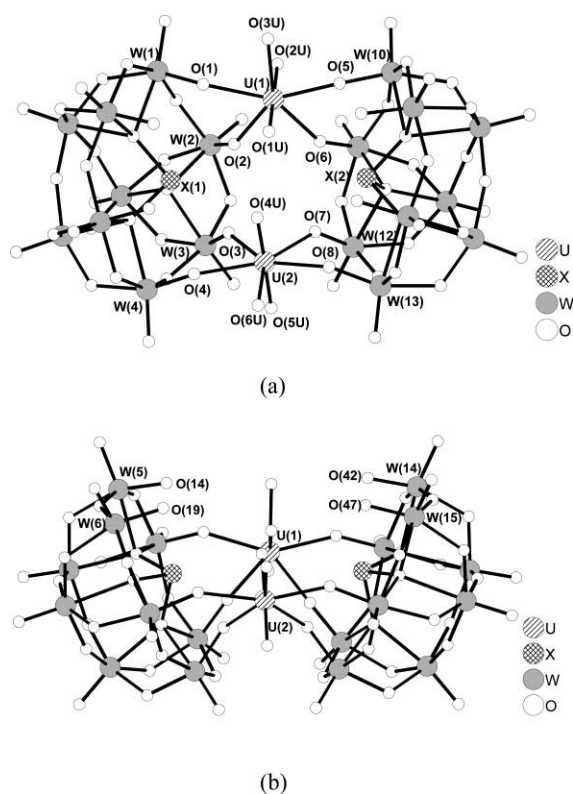 O(3U)
W(1) O(1) O(2U) O(5) W(10)
U(1)
W(2) O(1U) O(6)
O(2)
X(1) X(2)
O(4U) O(7)
W(3) O(3) W(12)
O(8)
U(2)
W(4) O(4) W(13)
O(6U) O(5U)
U
X
W
O
(a)
W(5) O(14) O(42) W(14)
W(6) O(19) O(47) W(15)
U(1)
U(2)
U
X
W
O
(b)